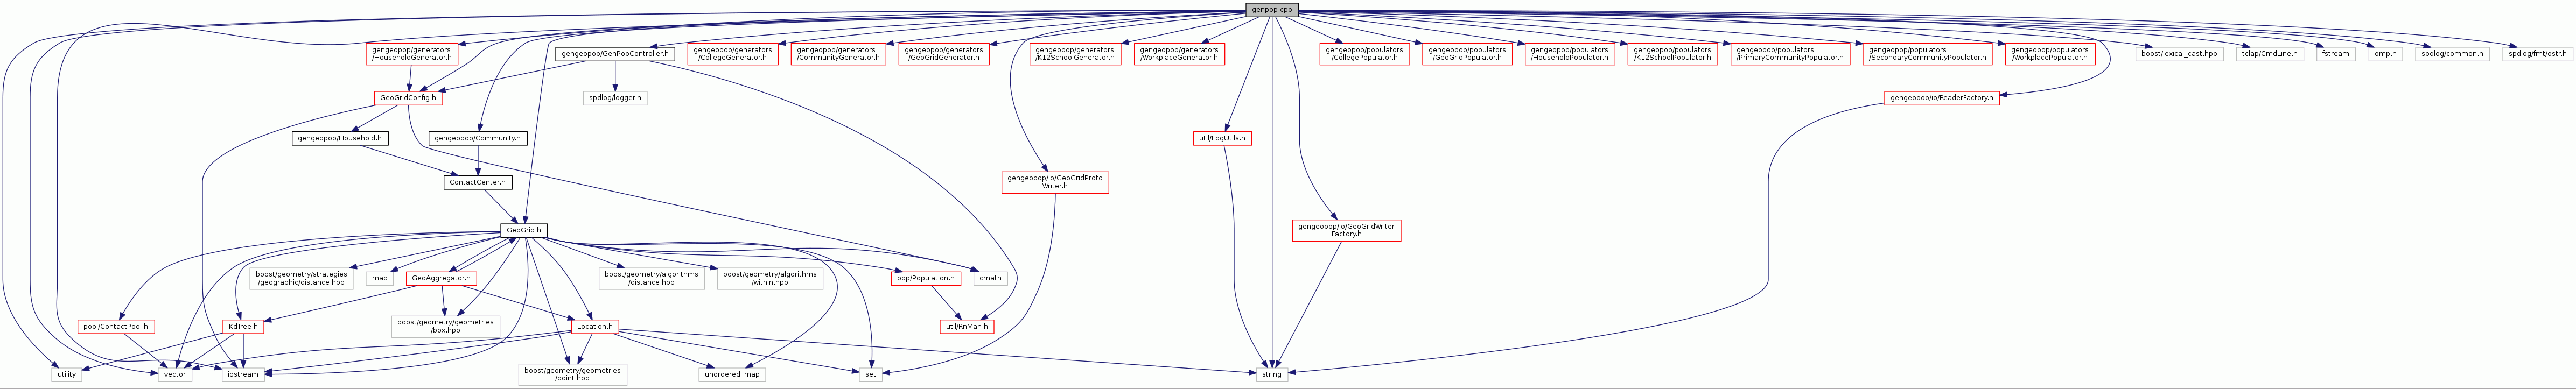 genpop.cpp
gengeopop/generators
/HouseholdGenerator.h
gengeopop/GenPopController.h
gengeopop/generators
/CollegeGenerator.h
gengeopop/generators
/CommunityGenerator.h
gengeopop/generators
/GeoGridGenerator.h
gengeopop/generators
/K12SchoolGenerator.h
gengeopop/generators
/WorkplaceGenerator.h
gengeopop/populators
/CollegePopulator.h
gengeopop/populators
/GeoGridPopulator.h
gengeopop/populators
/HouseholdPopulator.h
gengeopop/populators
/K12SchoolPopulator.h
gengeopop/populators
/PrimaryCommunityPopulator.h
gengeopop/populators
/SecondaryCommunityPopulator.h
gengeopop/populators
/WorkplacePopulator.h
boost/lexical_cast.hpp
tclap/CmdLine.h
fstream
omp.h
spdlog/common.h
spdlog/fmt/ostr.h
GeoGridConfig.h
spdlog/logger.h
gengeopop/io/ReaderFactory.h
gengeopop/Household.h
gengeopop/Community.h
util/LogUtils.h
ContactCenter.h
gengeopop/io/GeoGridProto
Writer.h
GeoGrid.h
gengeopop/io/GeoGridWriter
Factory.h
boost/geometry/strategies
/geographic/distance.hpp
map
GeoAggregator.h
boost/geometry/algorithms
/distance.hpp
boost/geometry/algorithms
/within.hpp
pop/Population.h
cmath
pool/ContactPool.h
KdTree.h
boost/geometry/geometries
/box.hpp
Location.h
util/RnMan.h
utility
vector
iostream
boost/geometry/geometries
/point.hpp
unordered_map
set
string